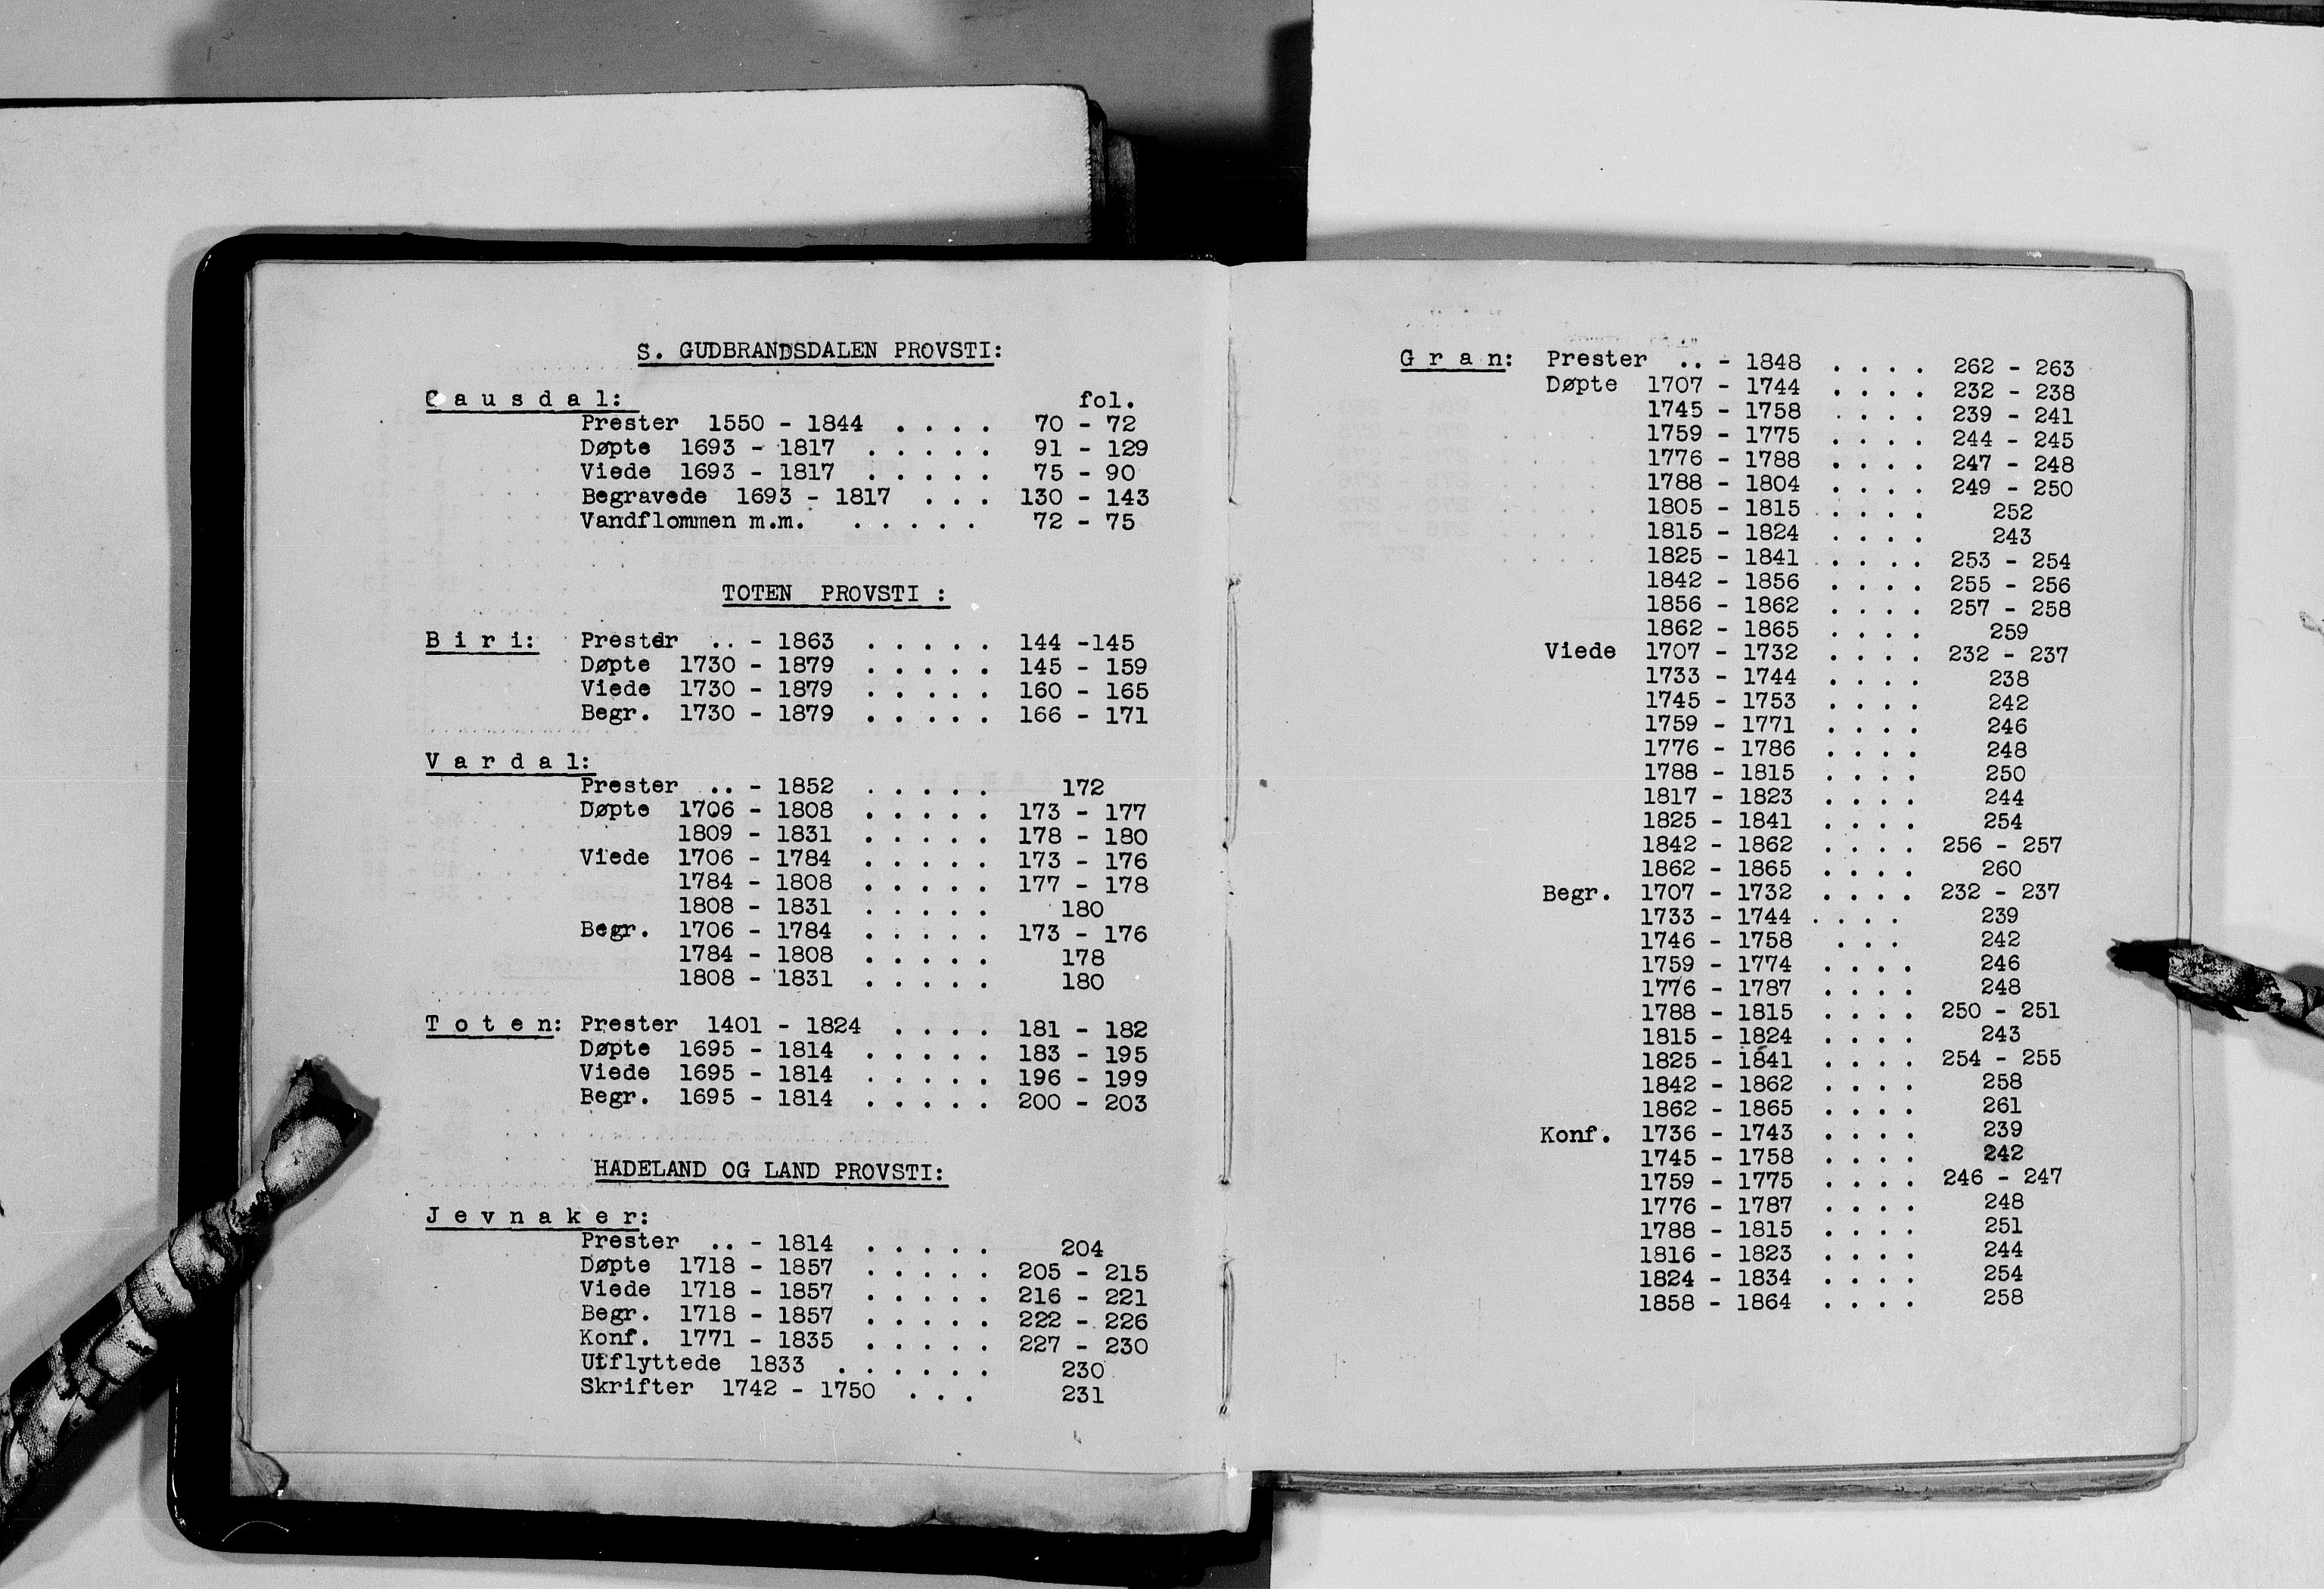 S. GUDBRANDSDALEN PROVSTI:
G a u s d a l:
fol.
Prester 1550 - 1844 . . . . 70 - 72
Døpte 1693 - 1817 . . . . . 91 - 129
Viede 1693 - 1817 . . . . . 75 - 90
Begravede 1693 - 1817 . . . 130 - 143
Vandflommen m.m. . . . . . 72 - 75
TOTEN PROVSTI :
B i r i: Prester .. - 1863 . . . . . 144 -145
Døpte 1730 - 1879 . . . . . 145 - 159
Viede 1730 - 1879 . . . . . 160 - 165
Begr. 1730 - 1879 . . . . . 166 - 171
V a r d a l:
Prester .. - 1852 . . . . . 172
Døpte 1706 - 1808 . . . . . 173 - 177
1809 - 1831 . . . . . 178 - 180
Viede 1706 - 1784 . . . . . 173 - 176
1784 - 1808 . . . . . 177 - 178
1808 - 1831 . . . . . 180
Begr. 1706 - 1784 . . . . . 173 - 176
1784 - 1808 . . . . . 178
1808 - 1831 . . . . . 180
T o t e n: Prester 1401 - 1824 . . . . 181 - 182
Døpte 1695 - 1814 . . . . . 183 - 195
Viede 1695 - 1814 . . . . . 196 - 199
Begr. 1695 - 1814 . . . . . 200 - 203
HADELAND OG LAND PROVSTI:
J e v n a k e r:
Prester .. - 1814 . . . . . 204
Døpte 1718 - 1857 . . . . . 205 - 215
Viede 1718 - 1857 . . . . . 216 - 221
Begr. 1718 - 1857 . . . . . 222 - 226
Konf. 1771 - 1835 . . . . . 227 - 230
Utflyttede 1833 . . . . . . 230
Skrifter 1742 - 1750 . . . 231
G r a n: Prester .. - 1848 . . . . 262 - 263
Døpte 1707 - 1744 . . . . 232 - 238
1745 - 1758 . . . . 239 - 241
1759 - 1775 . . . . 244 - 245
1776 - 1788 . . . . 247 - 248
1788 - 1804 . . . . 249 - 250
1805 - 1815 . . . . 252
1815 - 1824 . . . . 243
1825 - 1841 . . . . 253 - 254
1842 - 1856 . . . . 255 - 256
1856 - 1862 . . . . 257 - 258
1862 - 1865 . . . . 259
Viede 1707 - 1732 . . . . 232 - 237
1733 - 1744 . . . . 238
1745 - 1753 . . . . 242
1759 - 1771 . . . . 246
1776 - 1786 . . . . 248
1788 - 1815 . . . . 250
1817 - 1823 . . . . 244
1825 - 1841 . . . . 254
1842 - 1862 . . . . 256 - 257
1862 - 1865 . . . . 260
Begr. 1707 - 1732 . . . . 232 - 237
1733 - 1744 . . . . 239
1746 - 1758 . . . 242
1759 - 1774 . . . . 246
1776 - 1787 . . . . 248
1788 - 1815 . . . . 250 - 251
1815 - 1824 . . . . 243
1825 - 1841 . . . . 254 - 255
1842 - 1862 . . . . 258
1862 - 1865 . . . . 261
Konf. 1736 - 1743 . . . . 239
1745 - 1758 . . . . 242
1759 - 1775 . . . . 246 - 247
1776 - 1787 . . . . 248
1788 - 1815 . . . . 251
1816 - 1823 . . . . 244
1824 - 1834 . . . . 254
1858 - 1864 . . . . 258